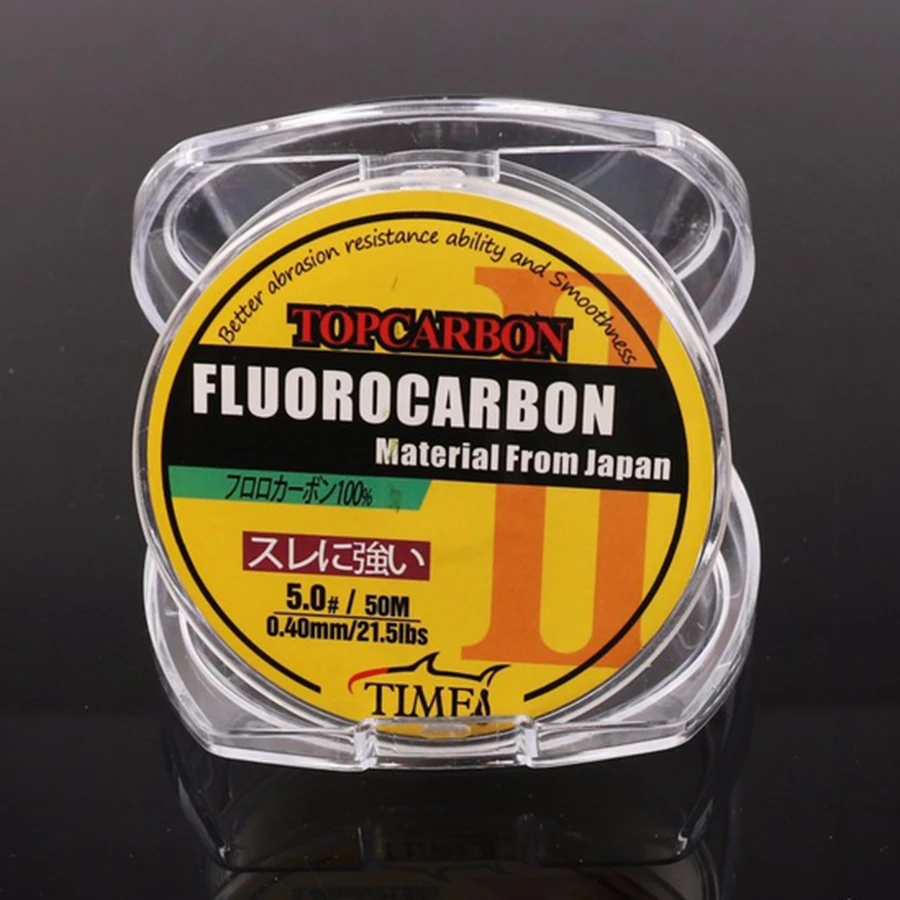 Better abrasion resistance ability and Smoothness
TOPCARBON
II
FLUOROCARBON
Material From Japan
フロロカーボン100%
スレに強い
5.0# / 50M
0.40mm/21.5lbs
TIME